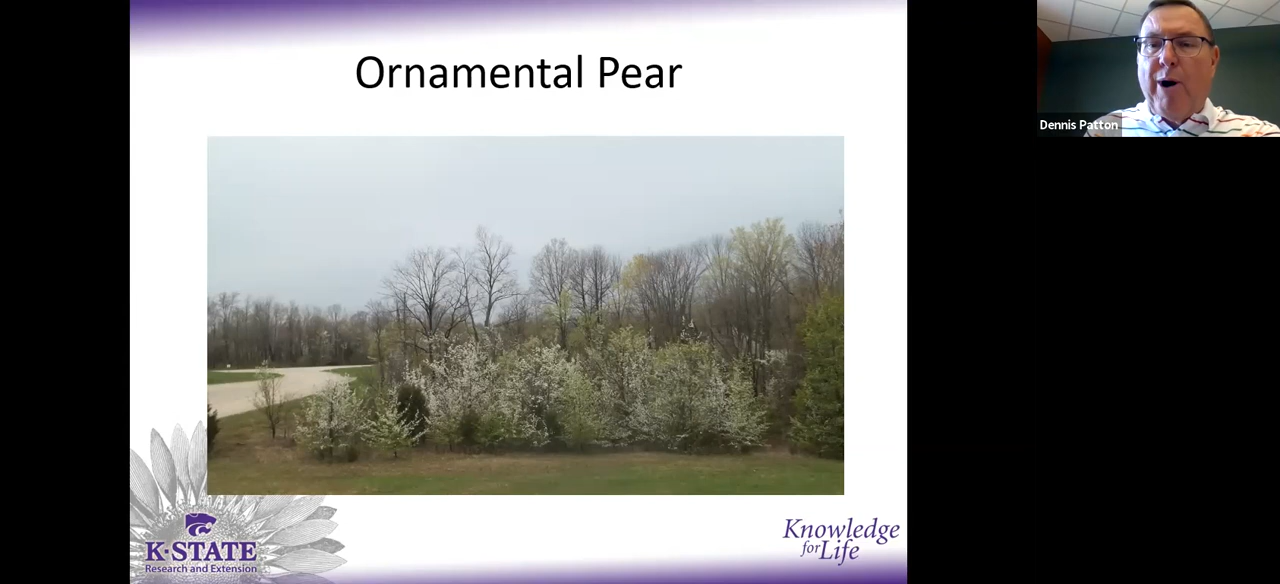 Ornamental Pear
Dennis Patton
K-STATE
Research and Extension
Knowledge
for Life